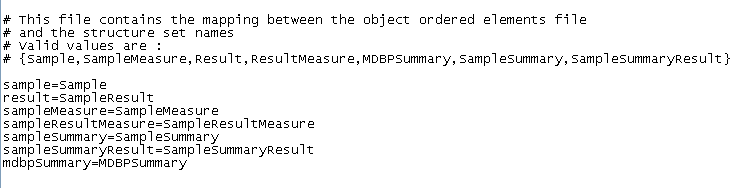 # This file contains the mapping between the object ordered elements file
# and the structure set names
# Valid values are :
# {Sample,SampleMeasure,Result,ResultMeasure,MDBPSummary,SampleSummary,SampleSummaryResult}
sample=Sample
result=SampleResult
sampleMeasure=SampleMeasure
sampleResultMeasure=SampleResultMeasure
sampleSummary=SampleSummary
sampleSummaryResult=SampleSummaryResult
mdbpSummary=MDBPSummary